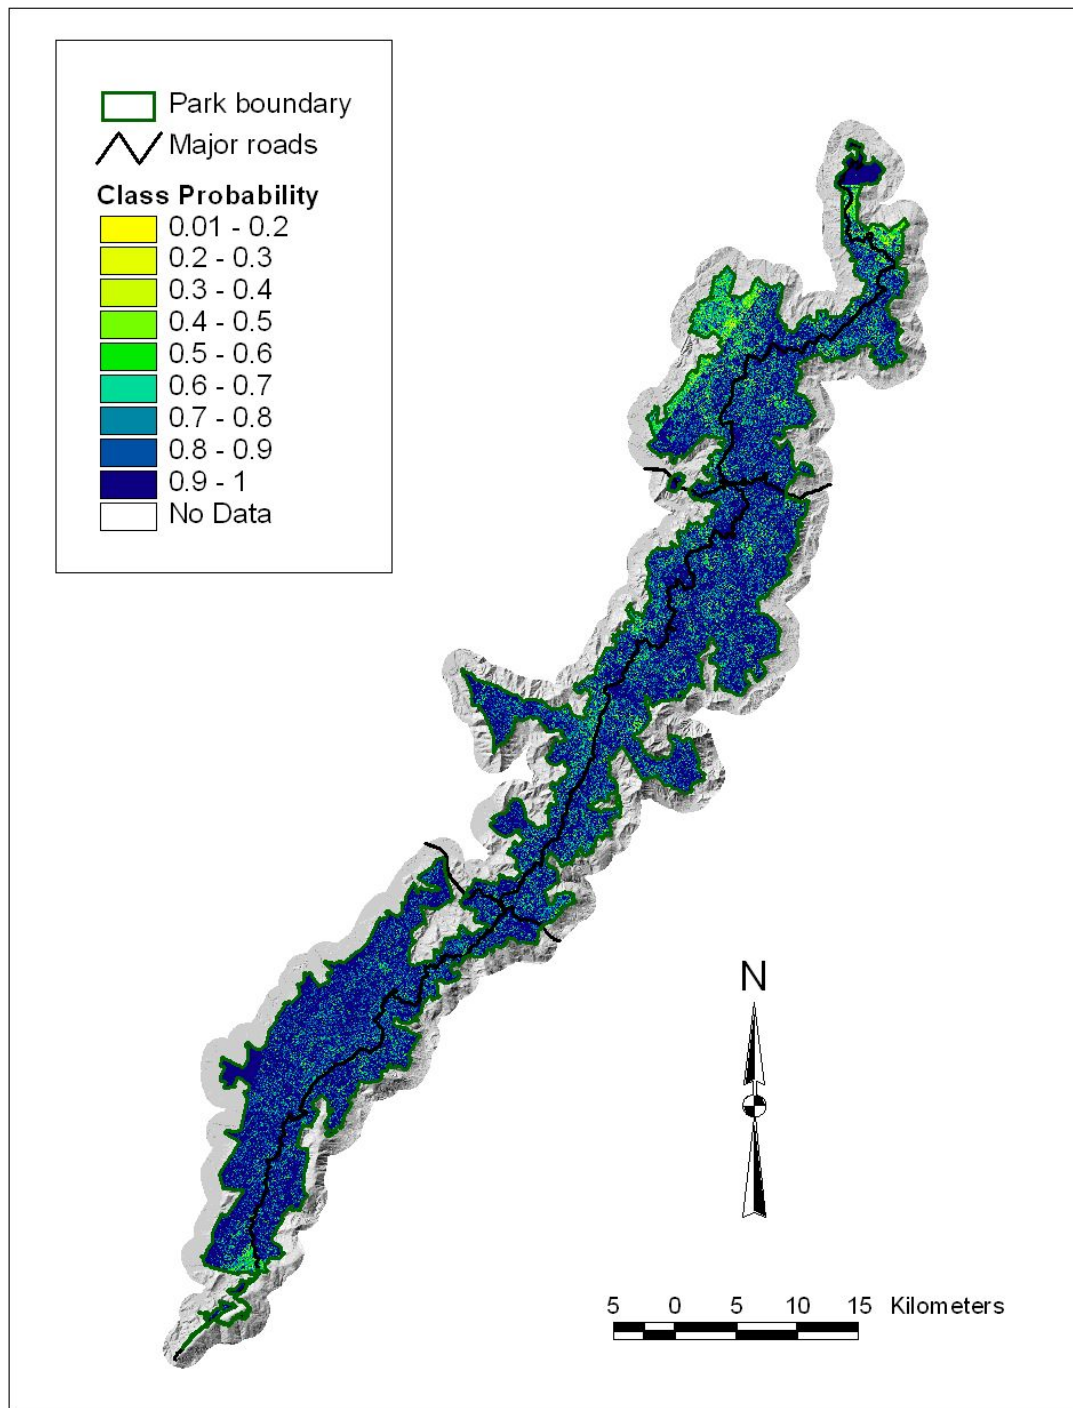 Park boundary
Major roads
Class Probability
0.01 - 0.2
0.2 - 0.3
0.3 - 0.4
0.4 - 0.5
0.5 - 0.6
0.6 - 0.7
0.7 - 0.8
0.8 - 0.9
0.9 - 1
No Data
N
5 0 5 10 15 Kilometers